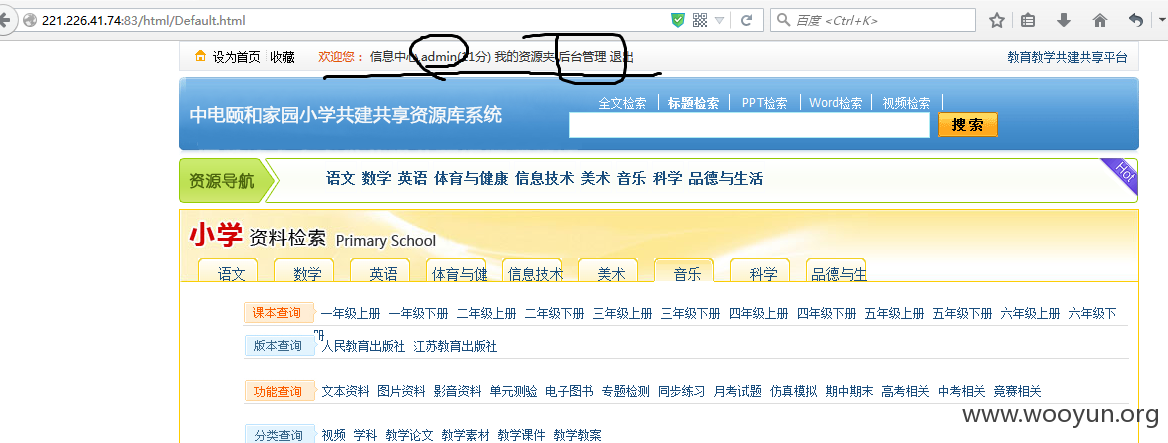 221.226.41.74:83/html/Default.html
百度 <Ctrl+K>
设为首页 收藏 欢迎您： 信息中心 admin(21分) 我的资源夹 后台管理 退出 教育教学共建共享平台
全文检索 标题检索 PPT检索 Word检索 视频检索
中电颐和家园小学共建共享资源库系统
搜索
资源导航 语文 数学 英语 体育与健康 信息技术 美术 音乐 科学 品德与生活
Hot
小学 资料检索 Primary School
语文 数学 英语 体育与健 信息技术 美术 音乐 科学 品德与生
课本查询 一年级上册 一年级下册 二年级上册 二年级下册 三年级上册 三年级下册 四年级上册 四年级下册 五年级上册 五年级下册 六年级上册 六年级下
册
版本查询 人民教育出版社 江苏教育出版社
功能查询 文本资料 图片资料 影音资料 单元测验 电子图书 专题检测 同步练习 月考试题 仿真模拟 期中期末 高考相关 中考相关 竞赛相关
www.wooyun.org
分类查询 视频 学科 教学论文 教学素材 教学课件 教学教案